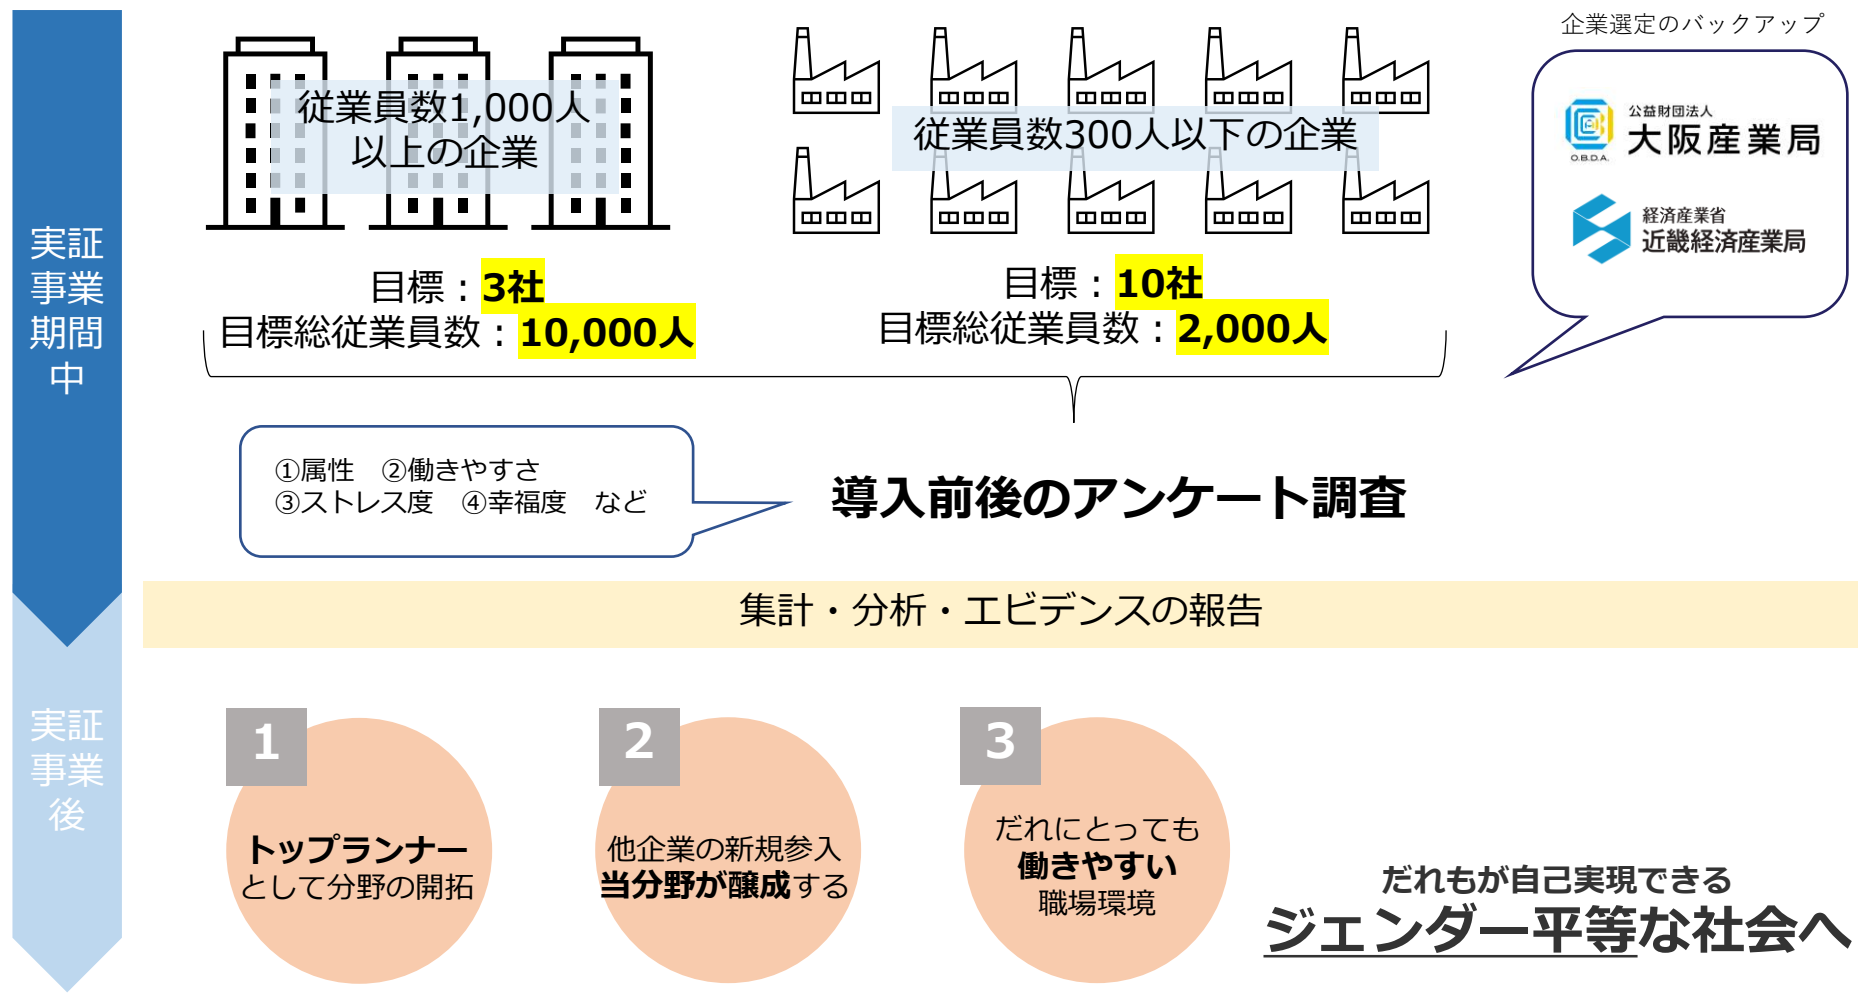 企業選定のバックアップ
従業員数1,000人
以上の企業
従業員数300人以下の企業
公益財団法人
大阪産業局
O.B.D.A.
経済産業省
近畿経済産業局
実証
事業
期間
中
目標：3社
目標総従業員数：10,000人
目標：10社
目標総従業員数：2,000人
①属性　②働きやすさ
③ストレス度　④幸福度　など
導入前後のアンケート調査
集計・分析・エビデンスの報告
実証
事業
後
1
トップランナー
として分野の開拓
2
他企業の新規参入
当分野が醸成する
3
だれにとっても
働きやすい
職場環境
だれもが自己実現できる
ジェンダー平等な社会へ